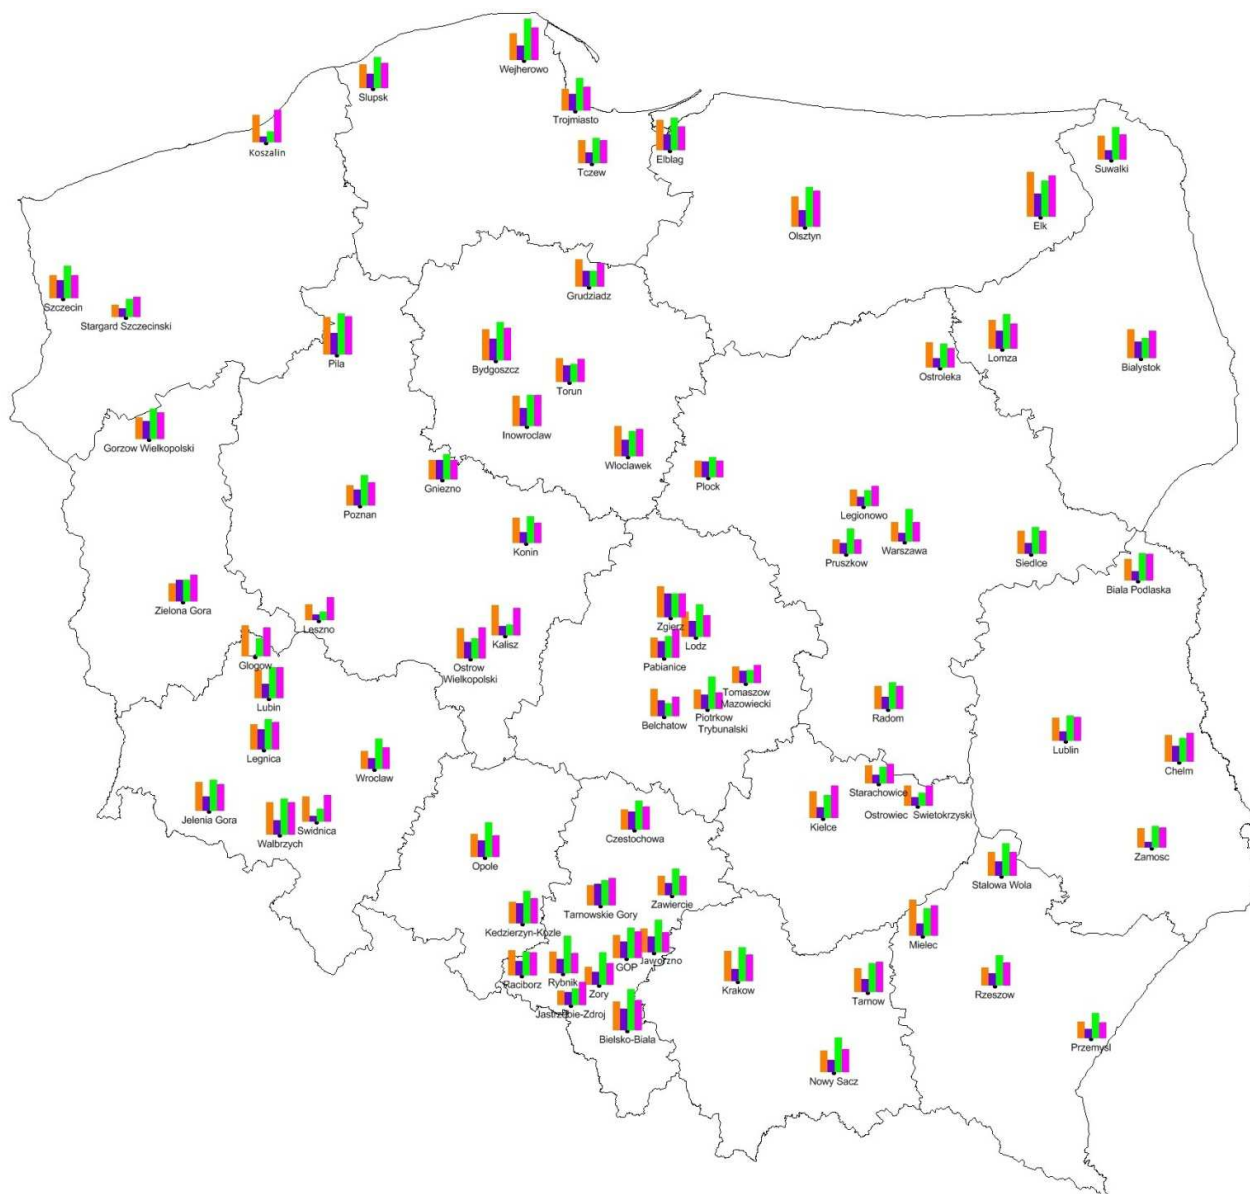 Wejherowo
Slupsk
Trojmiasto
Koszalin
Elblag
Tczew
Suwalki
Elk
Olsztyn
Grudziadz
Szczecin
Stargard Szczecinski
Pila
Bydgoszcz
Lomza
Bialystok
Ostroleka
Torun
Gorzow Wielkopolski
Inowroclaw
Wloclawek
Gniezno
Plock
Poznan
Legionowo
Konin
Warszawa
Pruszkow
Siedlce
Biala Podlaska
Zielona Gora
Leszno
Zgierz
Kalisz
Lodz
Glogow
Ostrow
Wielkopolski
Pabianice
Lubin
Tomaszow
Mazowiecki
Belchatow
Piotrkow
Trybunalski
Radom
Legnica
Lublin
Wroclaw
Chelm
Starachowice
Jelenia Gora
Swidnica
Walbrzych
Kielce
Ostrowiec Swietokrzyski
Czestochowa
Zamosc
Opole
Stalowa Wola
Zawiercie
Tarnowskie Gory
Kedzierzyn-Kozle
Mielec
Jaworzno
GOP
Raciborz
Rybnik
Zory
Krakow
Tarnow
Rzeszow
Jastrzebie-Zdroj
Bielsko-Biala
Przemysl
Nowy Sacz